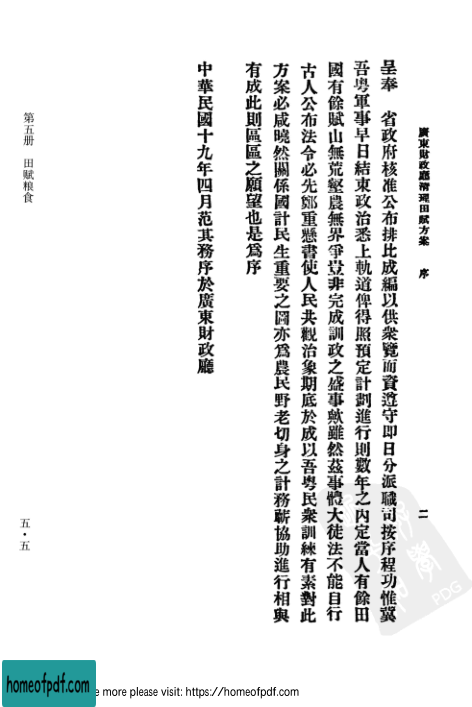 廣東財政廳清理田賦方案 序 二
呈奉 省政府核准公布排比成編以供衆覽而資遵守卽日分派職司按序程功惟冀
吾粤軍事早日結束政治悉上軌道俾得照預定計劃進行則數年之內定當人有餘田
國有餘賦山無荒壑農無界爭豈非完成訓政之盛事歟雖然茲事體大徒法不能自行
古人公布法令必先鄭重懸書使人民共觀治象期底於成以吾粤民衆訓練有素對此
方案必咸曉然關係國計民生重要之圖亦爲農民野老切身之計務蘄協助進行相與
有成此則區區之願望也是爲序
中華民國十九年四月范其務序於廣東財政廳
第五册 田赋粮食
五·五
PDG
homeofpdf.com
e more please visit: https://homeofpdf.com